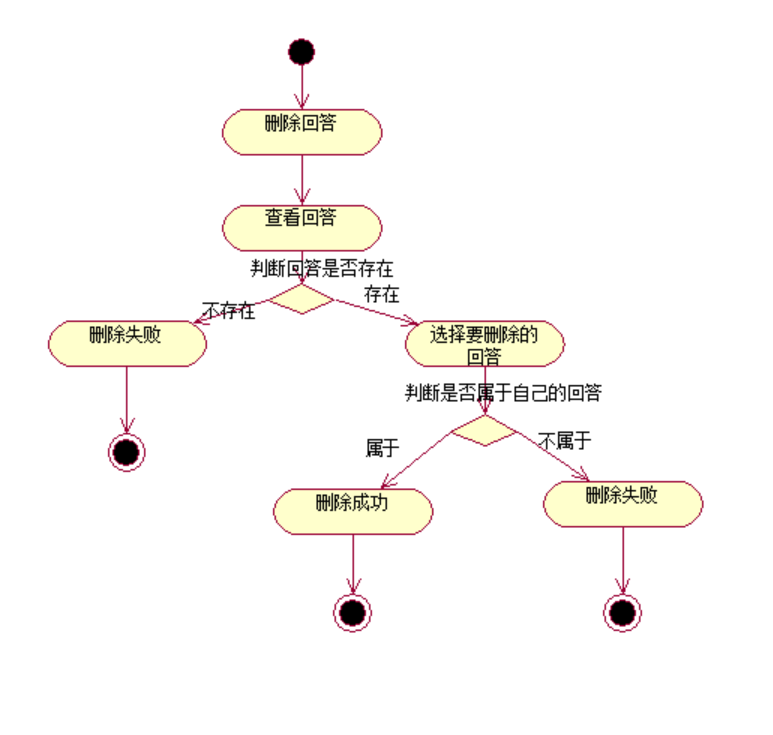 删除回答
查看回答
判断回答是否存在
不存在
存在
删除失败
选择要删除的
回答
判断是否属于自己的回答
属于
不属于
删除成功
删除失败